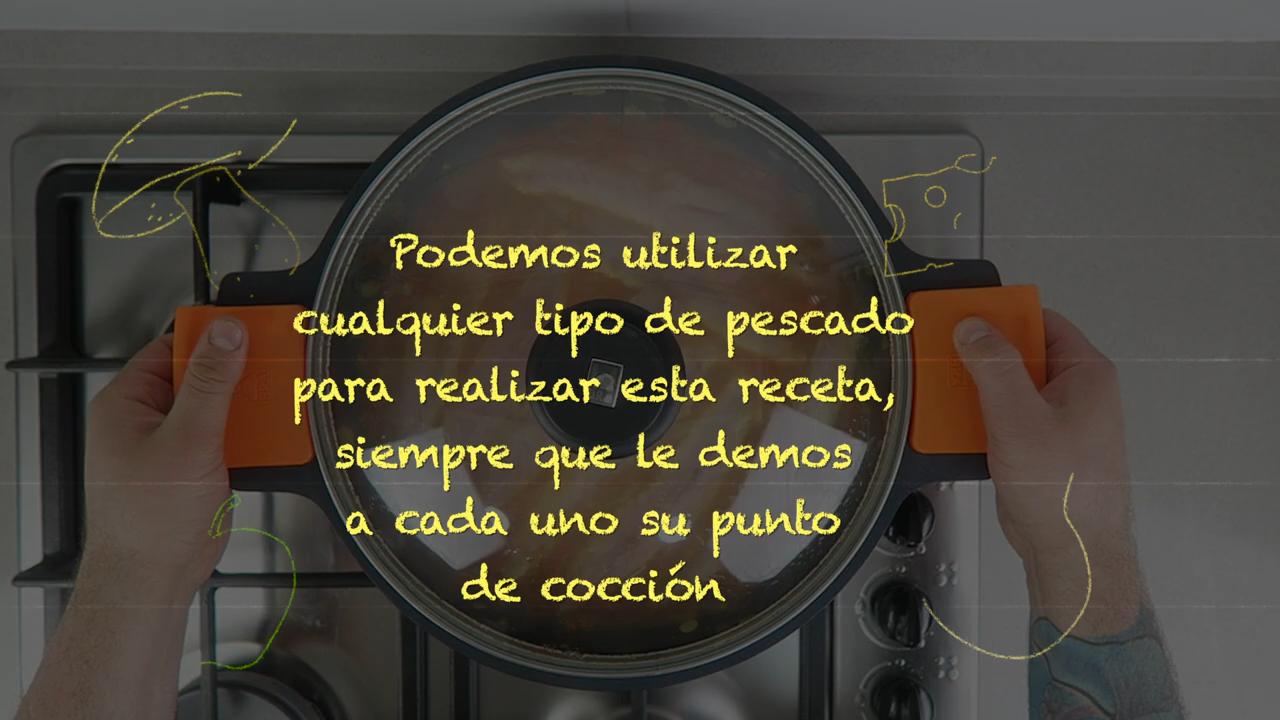 Podemos utilizar
cualquier tipo de pescado
para realizar esta receta,
siempre que le demos
a cada uno su punto
de cocción